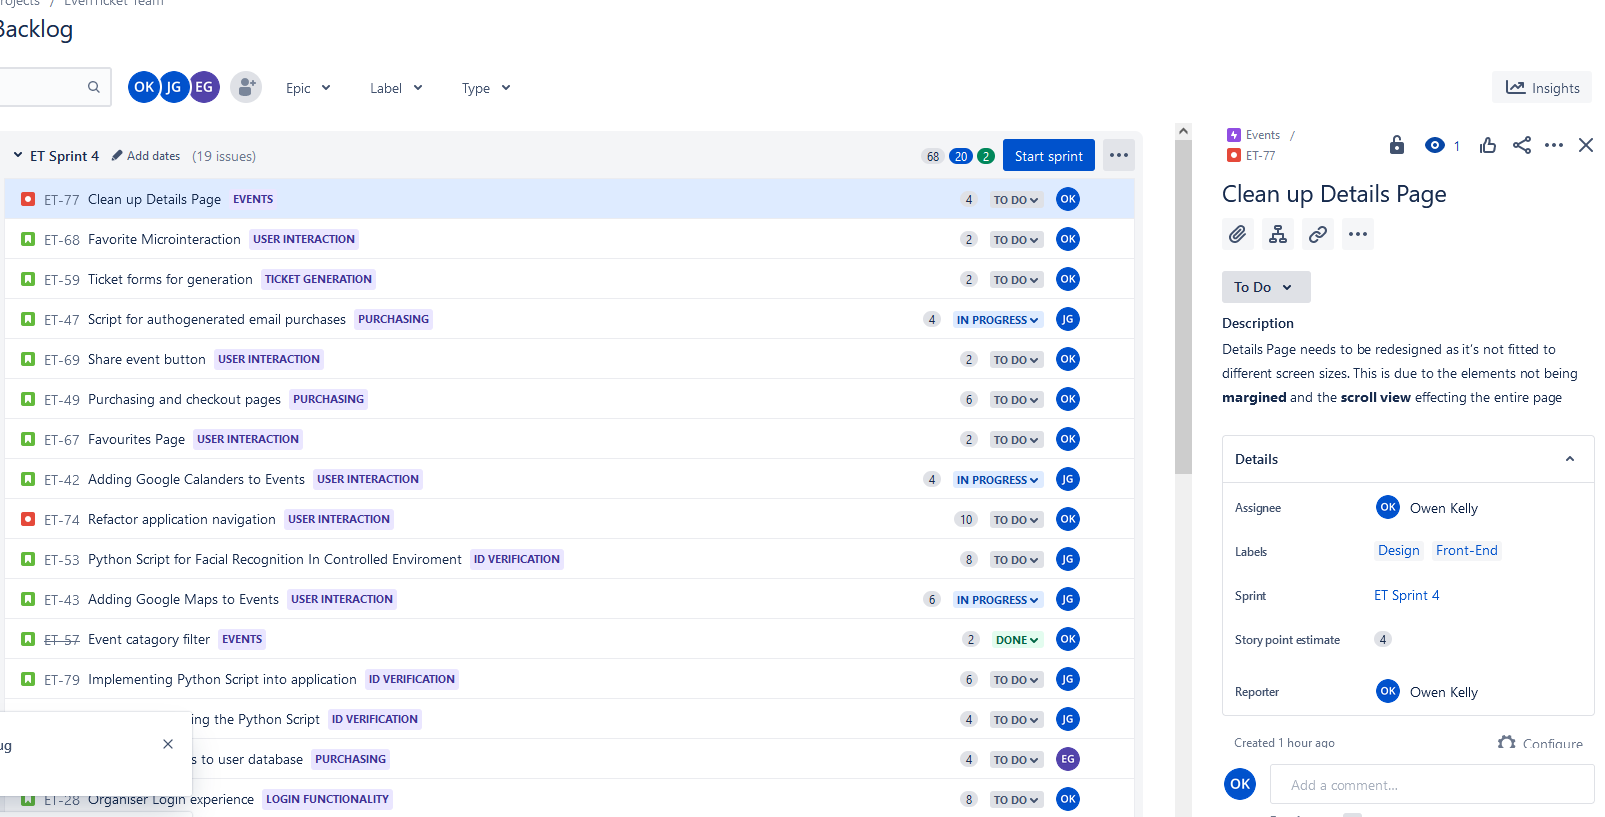 Projects / EvenTicket Team
Backlog
OK JG EG Epic Label Type Insights
ET Sprint 4 Add dates (19 issues) 68 20 2 Start sprint
ET-77 Clean up Details Page EVENTS 4 TO DO OK
ET-68 Favorite Microinteraction USER INTERACTION 2 TO DO OK
ET-59 Ticket forms for generation TICKET GENERATION 2 TO DO OK
ET-47 Script for authogenerated email purchases PURCHASING 4 IN PROGRESS JG
ET-69 Share event button USER INTERACTION 2 TO DO OK
ET-49 Purchasing and checkout pages PURCHASING 6 TO DO OK
ET-67 Favourites Page USER INTERACTION 2 TO DO OK
ET-42 Adding Google Calanders to Events USER INTERACTION 4 IN PROGRESS JG
ET-74 Refactor application navigation USER INTERACTION 10 TO DO OK
ET-53 Python Script for Facial Recognition In Controlled Enviroment ID VERIFICATION 8 TO DO JG
ET-43 Adding Google Maps to Events USER INTERACTION 6 IN PROGRESS JG
ET-57 Event catagory filter EVENTS 2 DONE OK
ET-79 Implementing Python Script into application ID VERIFICATION 6 TO DO JG
ing the Python Script ID VERIFICATION 4 TO DO JG
ug
s to user database PURCHASING 4 TO DO EG
ET-28 Organiser Login experience LOGIN FUNCTIONALITY 8 TO DO OK
Events /
ET-77
1
Clean up Details Page
To Do
Description
Details Page needs to be redesigned as it's not fitted to
different screen sizes. This is due to the elements not being
margined and the scroll view effecting the entire page
Details
Assignee OK Owen Kelly
Labels Design Front-End
Sprint ET Sprint 4
Story point estimate 4
Reporter OK Owen Kelly
Created 1 hour ago Configure
OK Add a comment...